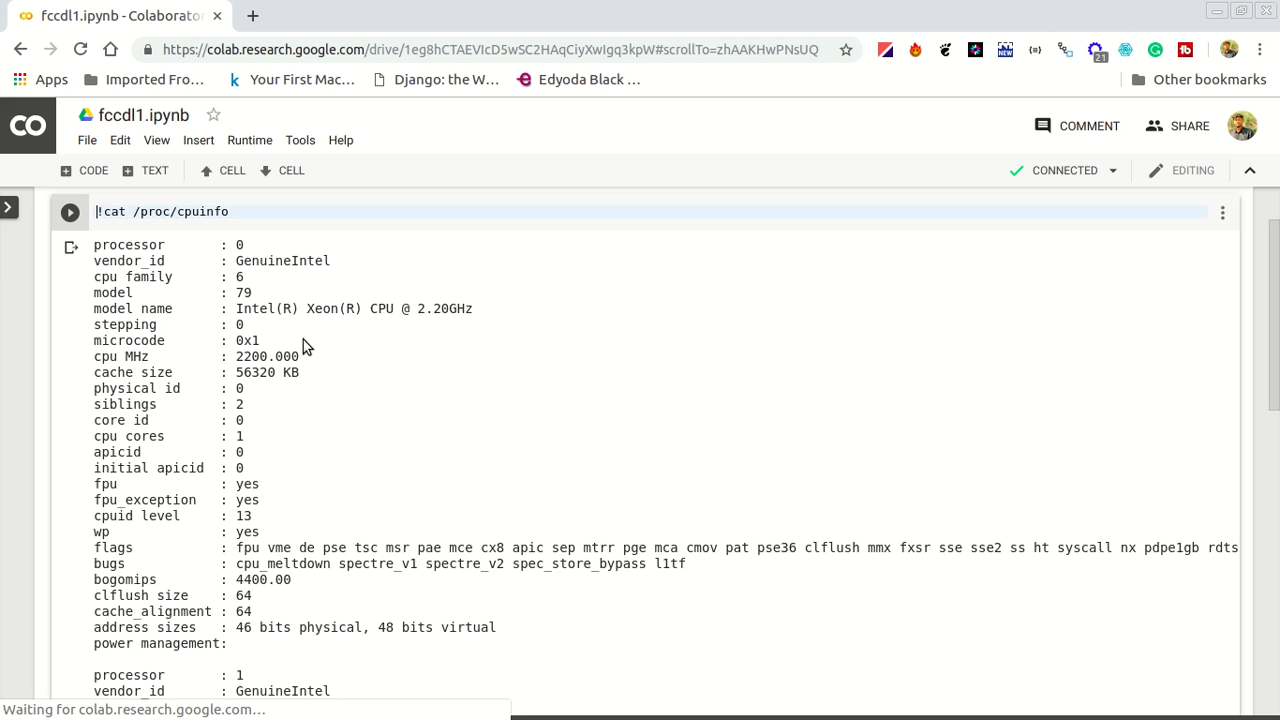 fccdl1.ipynb - Colaborator
https://colab.research.google.com/drive/1eg8hCTAEVIcD5wSC2HAqCiyXwIgq3kpW#scrollTo=zhAAKHwPNsUQ
21
Apps Imported Fro... Your First Mac... Django: the W... Edyoda Black ... Other bookmarks
CO fccdl1.ipynb
COMMENT SHARE
File Edit View Insert Runtime Tools Help
CODE TEXT CELL CELL CONNECTED EDITING
!cat /proc/cpuinfo
processor : 0
vendor_id : GenuineIntel
cpu family : 6
model : 79
model name : Intel(R) Xeon(R) CPU @ 2.20GHz
stepping : 0
microcode : 0x1
cpu MHz : 2200.000
cache size : 56320 KB
physical id : 0
siblings : 2
core id : 0
cpu cores : 1
apicid : 0
initial apicid : 0
fpu : yes
fpu_exception : yes
cpuid level : 13
wp : yes
flags : fpu vme de pse tsc msr pae mce cx8 apic sep mtrr pge mca cmov pat pse36 clflush mmx fxsr sse sse2 ss ht syscall nx pdpe1gb rdts
bugs : cpu_meltdown spectre_v1 spectre_v2 spec_store_bypass l1tf
bogomips : 4400.00
clflush size : 64
cache_alignment : 64
address sizes : 46 bits physical, 48 bits virtual
power management:
processor : 1
vendor_id : GenuineIntel
Waiting for colab.research.google.com...